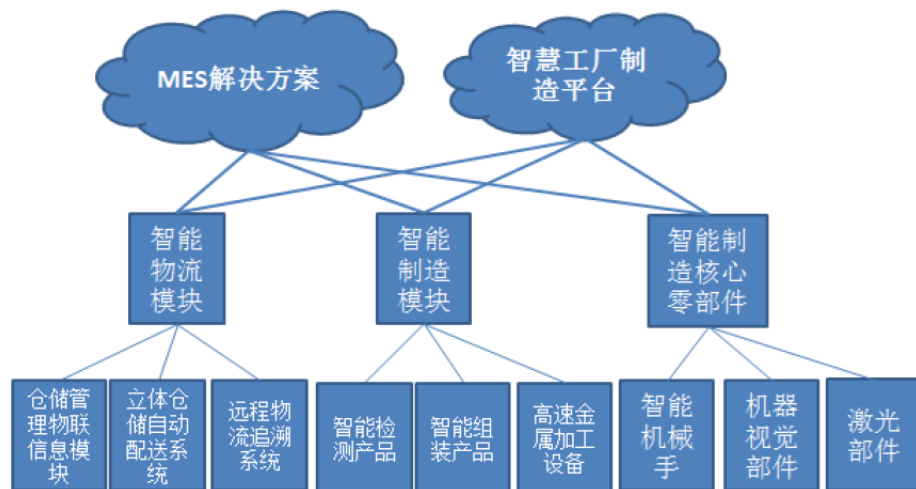 MES解决方案
智慧工厂制
造平台
智能
物流
模块
智能
制造
模块
智能制
造核心
零部件
仓储管
理物联
信息模
块
立体仓
储自动
配送系
统
远程物
流追溯
系统
智能检
测产品
智能组
装产品
高速金
属加工
设备
智能
机械
手
机器
视觉
部件
激光
部件